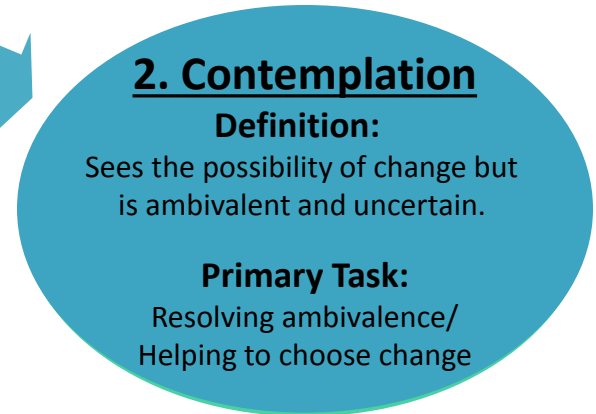 2. Contemplation
Definition:
Sees the possibility of change but
is ambivalent and uncertain.
Primary Task:
Resolving ambivalence/
Helping to choose change